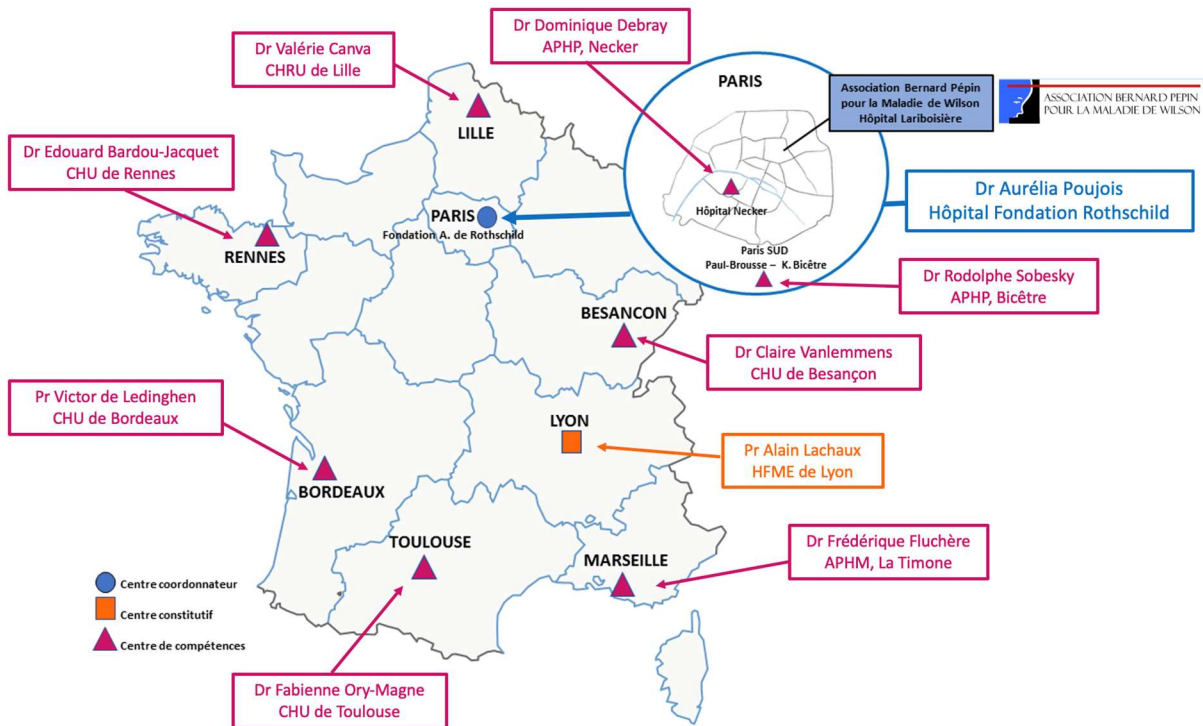 Dr Valérie Canva
CHRU de Lille
Dr Dominique Debray
APHP, Necker
PARIS
Association Bernard Pépin
pour la Maladie de Wilson
Hôpital Lariboisière
ASSOCIATION BERNARD PEPIN
POUR LA MALADIE DE WILSON
LILLE
Dr Edouard Bardou-Jacquet
CHU de Rennes
Dr Aurélia Poujois
Hôpital Fondation Rothschild
Hôpital Necker
PARIS
Fondation A. de Rothschild
RENNES
Paris SUD
Paul-Brousse – K. Bicêtre
Dr Rodolphe Sobesky
APHP, Bicêtre
BESANCON
Dr Claire Vanlemmens
CHU de Besançon
Pr Victor de Ledinghen
CHU de Bordeaux
LYON
Pr Alain Lachaux
HFME de Lyon
BORDEAUX
TOULOUSE
MARSEILLE
Dr Frédérique Fluchère
APHM, La Timone
Centre coordonnateur
Centre constitutif
Centre de compétences
Dr Fabienne Ory-Magne
CHU de Toulouse